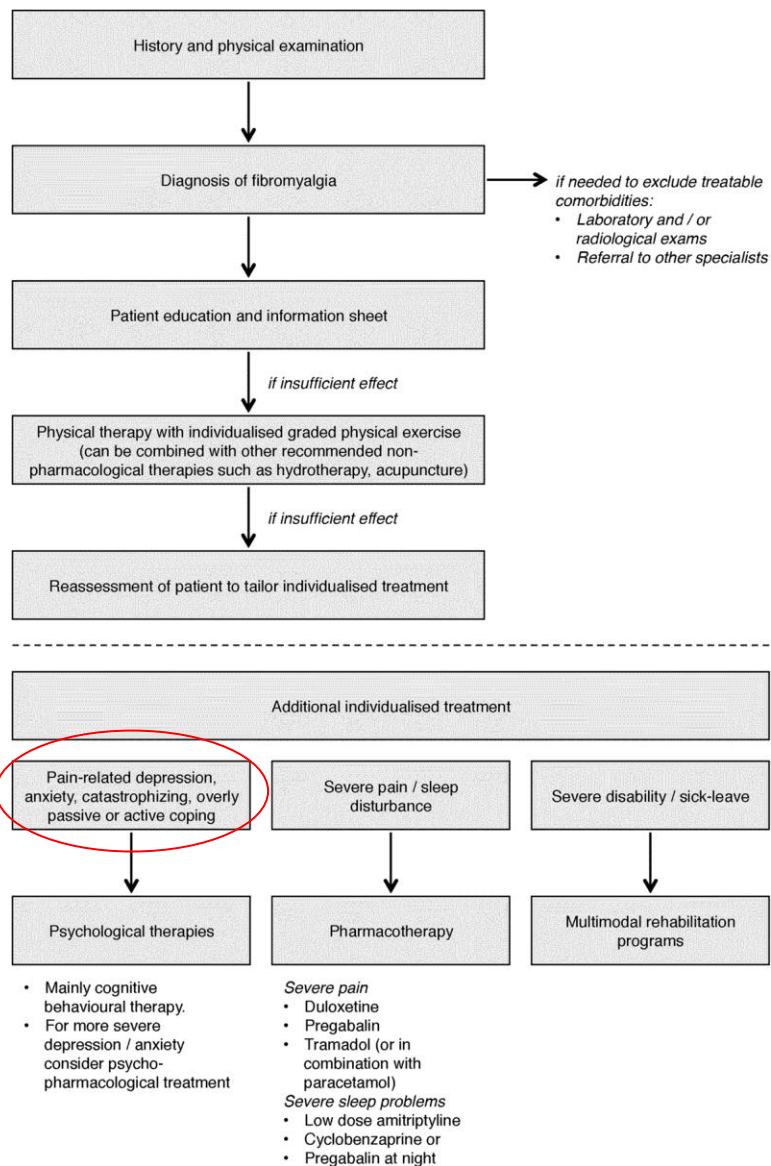 History and physical examination
Diagnosis of fibromyalgia
if needed to exclude treatable
comorbidities:
• Laboratory and / or
radiological exams
• Referral to other specialists
Patient education and information sheet
if insufficient effect
Physical therapy with individualised graded physical exercise
(can be combined with other recommended non-
pharmacological therapies such as hydrotherapy, acupuncture)
if insufficient effect
Reassessment of patient to tailor individualised treatment
Additional individualised treatment
Pain-related depression,
anxiety, catastrophizing, overly
passive or active coping
Severe pain / sleep
disturbance
Severe disability / sick-leave
Psychological therapies
Pharmacotherapy
Multimodal rehabilitation
programs
• Mainly cognitive
behavioural therapy.
• For more severe
depression / anxiety
consider psycho-
pharmacological treatment
Severe pain
• Duloxetine
• Pregabalin
• Tramadol (or in
combination with
paracetamol)
Severe sleep problems
• Low dose amitriptyline
• Cyclobenzaprine or
• Pregabalin at night